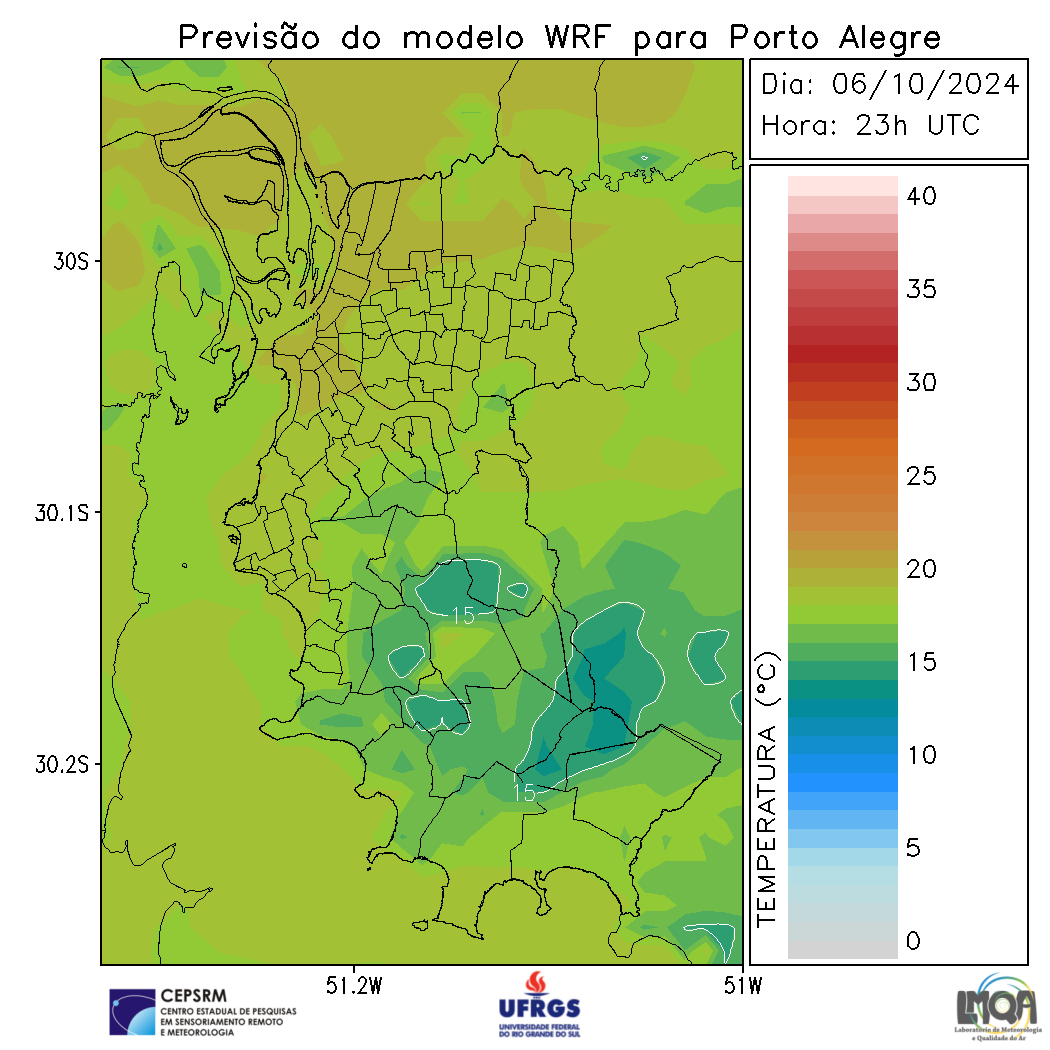 Previsão do modelo WRF para Porto Alegre
Dia: 06/10/2024
Hora: 23h UTC
30S
30.1S
30.2S
51.2W
51W
15
15
TEMPERATURA (°C)
40
35
30
25
20
15
10
5
0
CEPSRM
CENTRO ESTADUAL DE PESQUISAS
EM SENSORIAMENTO REMOTO
E METEOROLOGIA
UFRGS
UNIVERSIDADE FEDERAL
DO RIO GRANDE DO SUL
LMQA
Laboratório de Meteorologia
e Qualidade do Ar